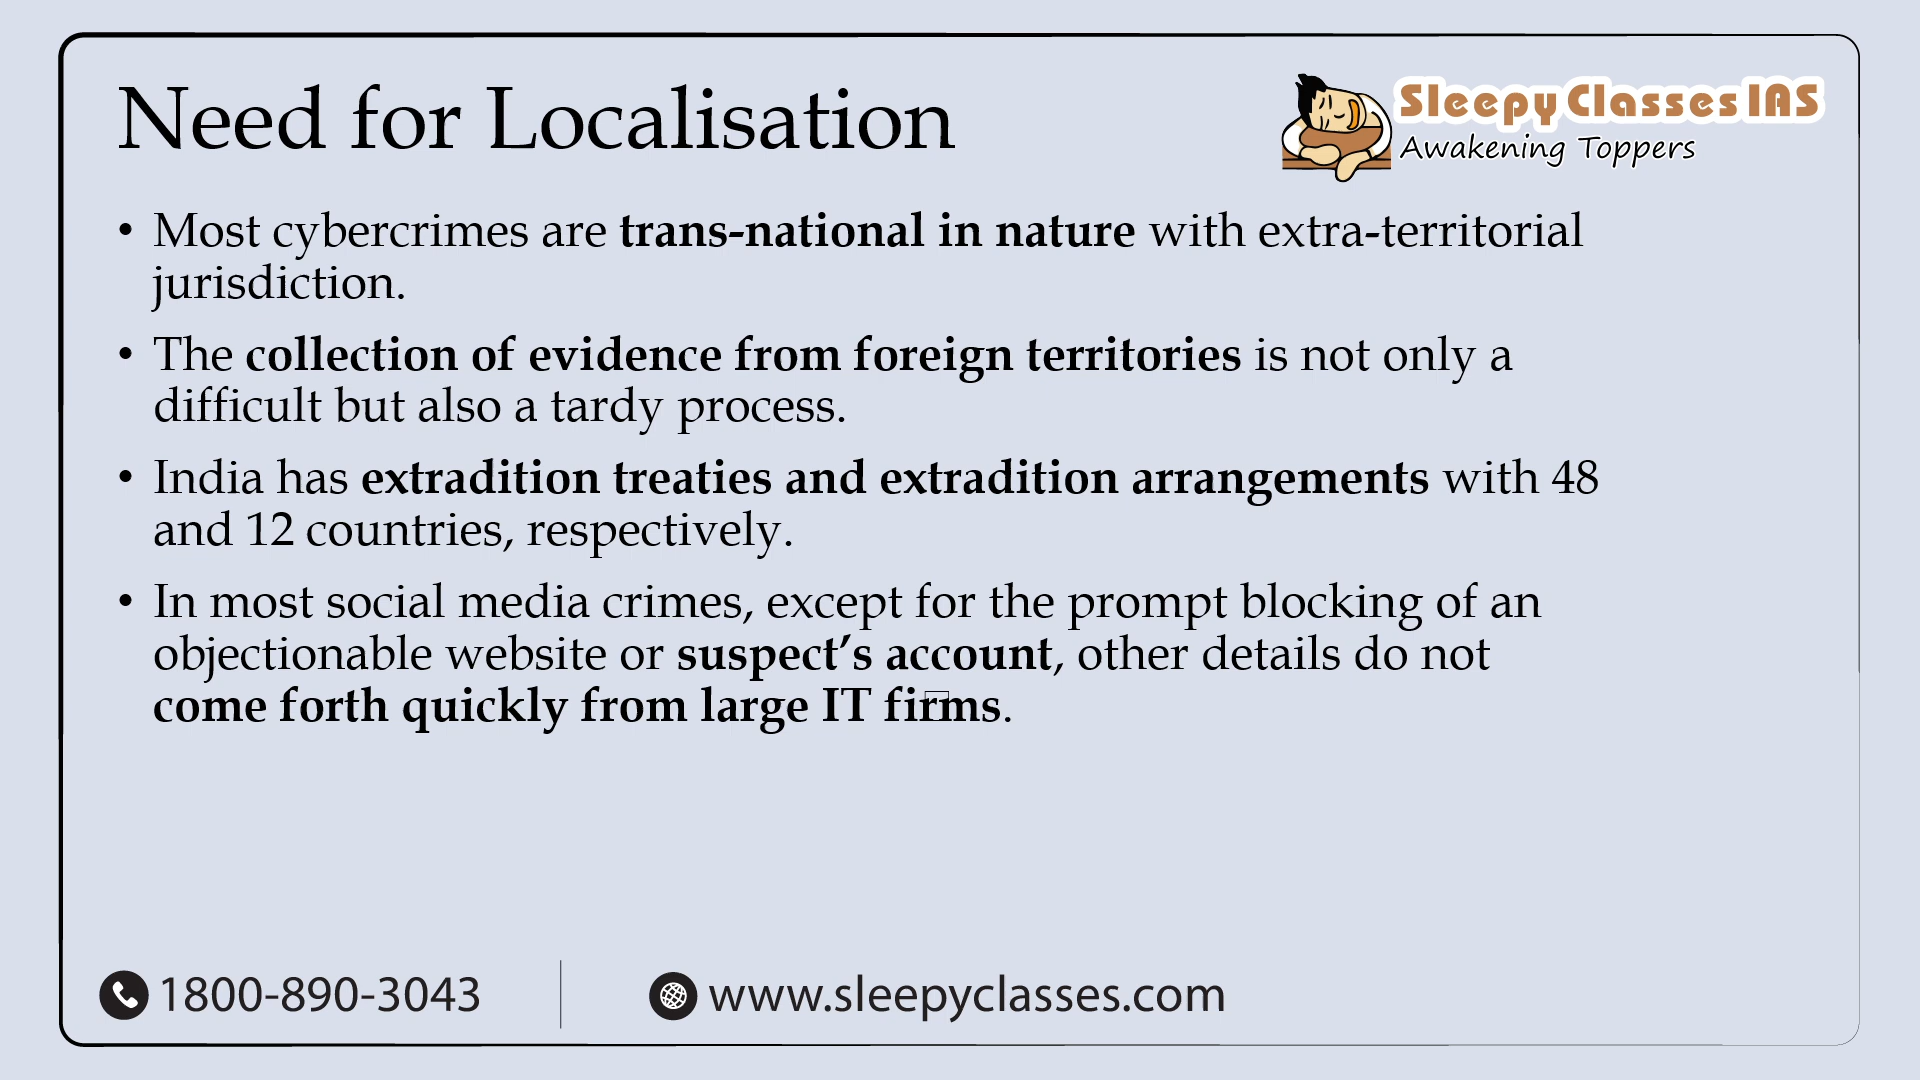 Need for Localisation
Sleepy Classes IAS
Awakening Toppers
• Most cybercrimes are trans-national in nature with extra-territorial
jurisdiction.
• The collection of evidence from foreign territories is not only a
difficult but also a tardy process.
• India has extradition treaties and extradition arrangements with 48
and 12 countries, respectively.
• In most social media crimes, except for the prompt blocking of an
objectionable website or suspect’s account, other details do not
come forth quickly from large IT firms.
1800-890-3043
www.sleepyclasses.com